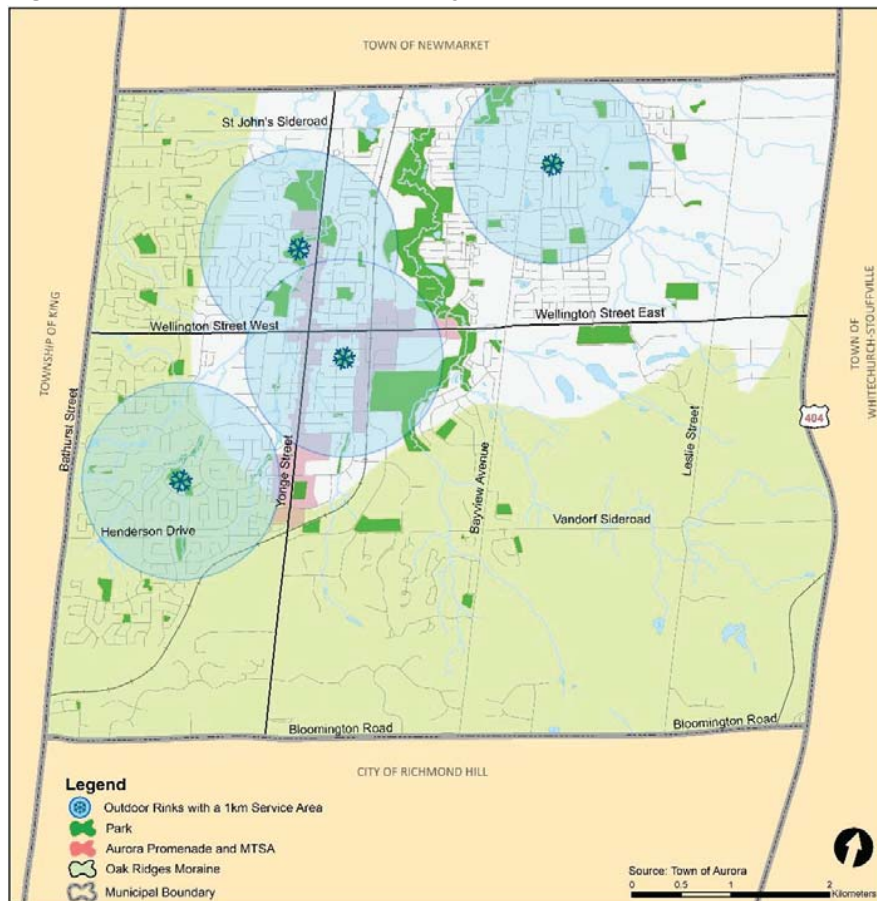 TOWN OF NEWMARKET
St John's Sideroad
TOWNSHIP OF KING
Wellington Street West
Wellington Street East
TOWN OF
WHITECHURCH-STOUFFVILLE
Bathurst Street
404
Yonge Street
Bayview Avenue
Leslie Street
Henderson Drive
Vandorf Sideroad
Bloomington Road
Bloomington Road
CITY OF RICHMOND HILL
Legend
Outdoor Rinks with a 1km Service Area
Park
Aurora Promenade and MTSA
Oak Ridges Moraine
Municipal Boundary
Source: Town of Aurora
0 0.5 1 2
Kilometers